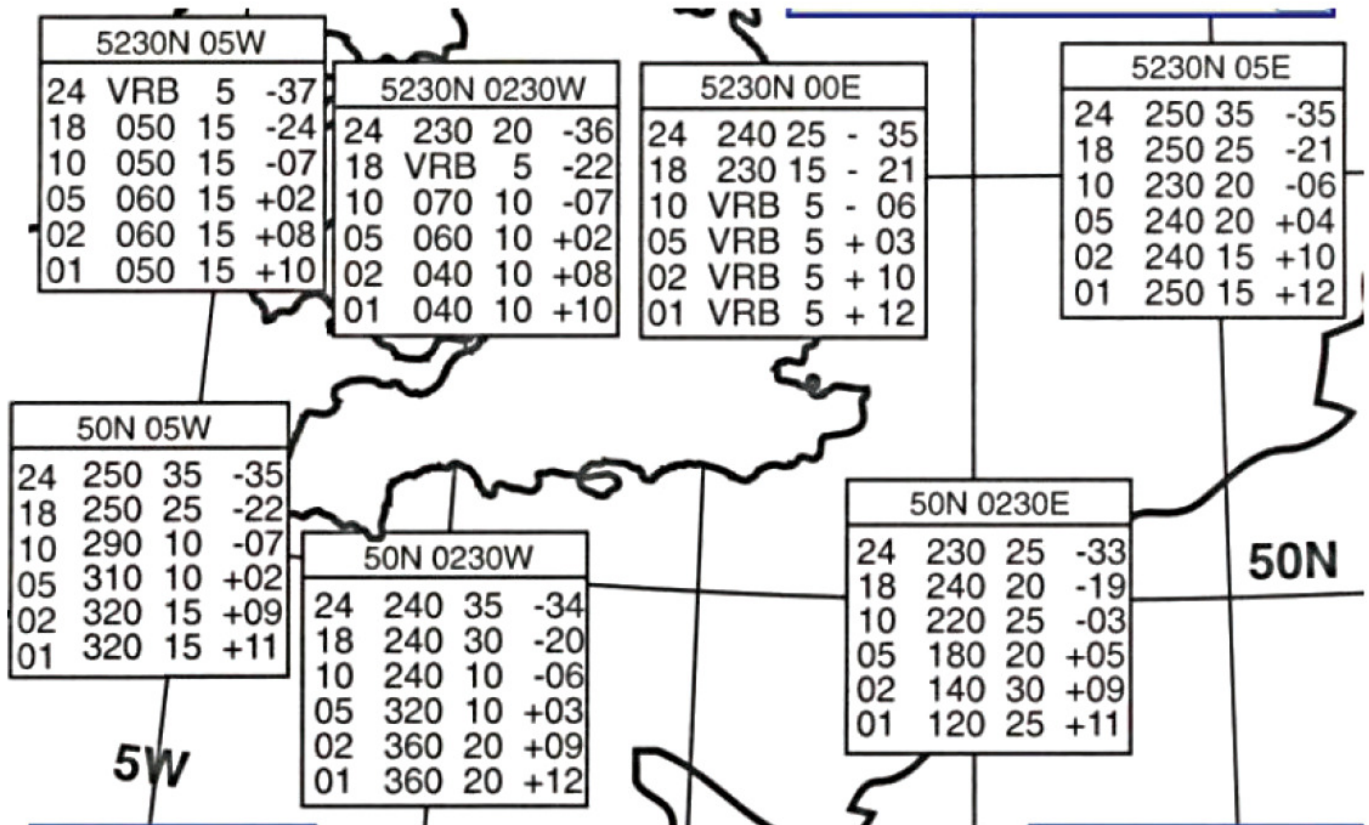 5230N 05W
24 VRB 5 -37
18 050 15 -24
10 050 15 -07
05 060 15 +02
02 060 15 +08
01 050 15 +10
5230N 0230W
24 230 20 -36
18 VRB 5 -22
10 070 10 -07
05 060 10 +02
02 040 10 +08
01 040 10 +10
5230N 00E
24 240 25 - 35
18 230 15 - 21
10 VRB 5 - 06
05 VRB 5 + 03
02 VRB 5 + 10
01 VRB 5 + 12
5230N 05E
24 250 35 -35
18 250 25 -21
10 230 20 -06
05 240 20 +04
02 240 15 +10
01 250 15 +12
50N 05W
24 250 35 -35
18 250 25 -22
10 290 10 -07
05 310 10 +02
02 320 15 +09
01 320 15 +11
50N 0230W
24 240 35 -34
18 240 30 -20
10 240 10 -06
05 320 10 +03
02 360 20 +09
01 360 20 +12
50N 0230E
24 230 25 -33
18 240 20 -19
10 220 25 -03
05 180 20 +05
02 140 30 +09
01 120 25 +11
50N
5W